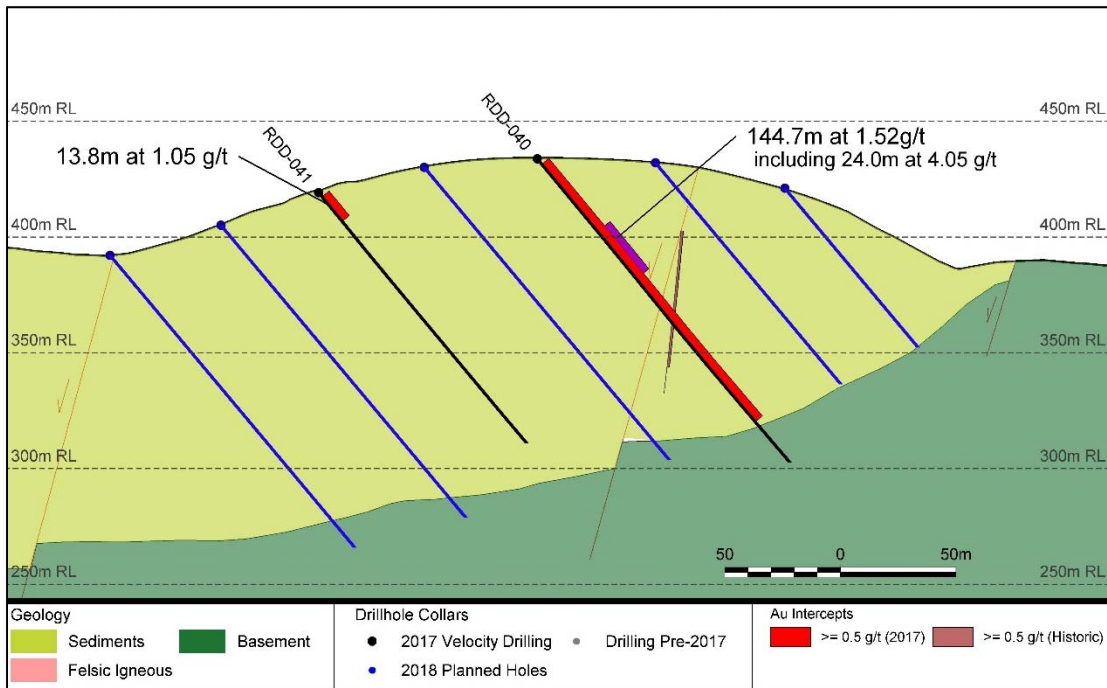 450m RL
450m RL
RDD-041
RDD-040
13.8m at 1.05 g/t
144.7m at 1.52g/t
including 24.0m at 4.05 g/t
400m RL
400m RL
350m RL
350m RL
300m RL
300m RL
50 0 50m
250m RL
250m RL
Geology
Sediments
Basement
Felsic Igneous
Drillhole Collars
2017 Velocity Drilling
Drilling Pre-2017
2018 Planned Holes
Au Intercepts
>= 0.5 g/t (2017)
>= 0.5 g/t (Historic)